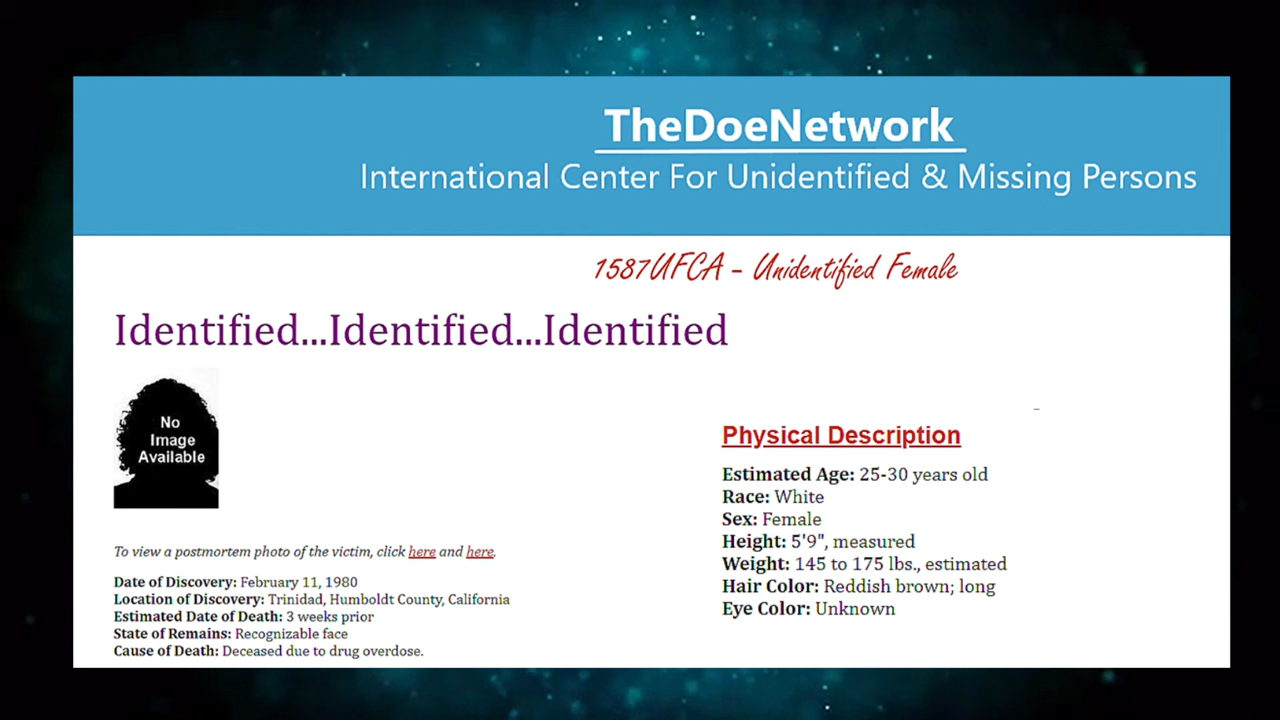 TheDoeNetwork
International Center For Unidentified & Missing Persons
1587UFCA - Unidentified Female
Identified...Identified...Identified
No
Image
Available
To view a postmortem photo of the victim, click here and here.
Date of Discovery: February 11, 1980
Location of Discovery: Trinidad, Humboldt County, California
Estimated Date of Death: 3 weeks prior
State of Remains: Recognizable face
Cause of Death: Deceased due to drug overdose.
Physical Description
Estimated Age: 25-30 years old
Race: White
Sex: Female
Height: 5'9", measured
Weight: 145 to 175 lbs., estimated
Hair Color: Reddish brown; long
Eye Color: Unknown